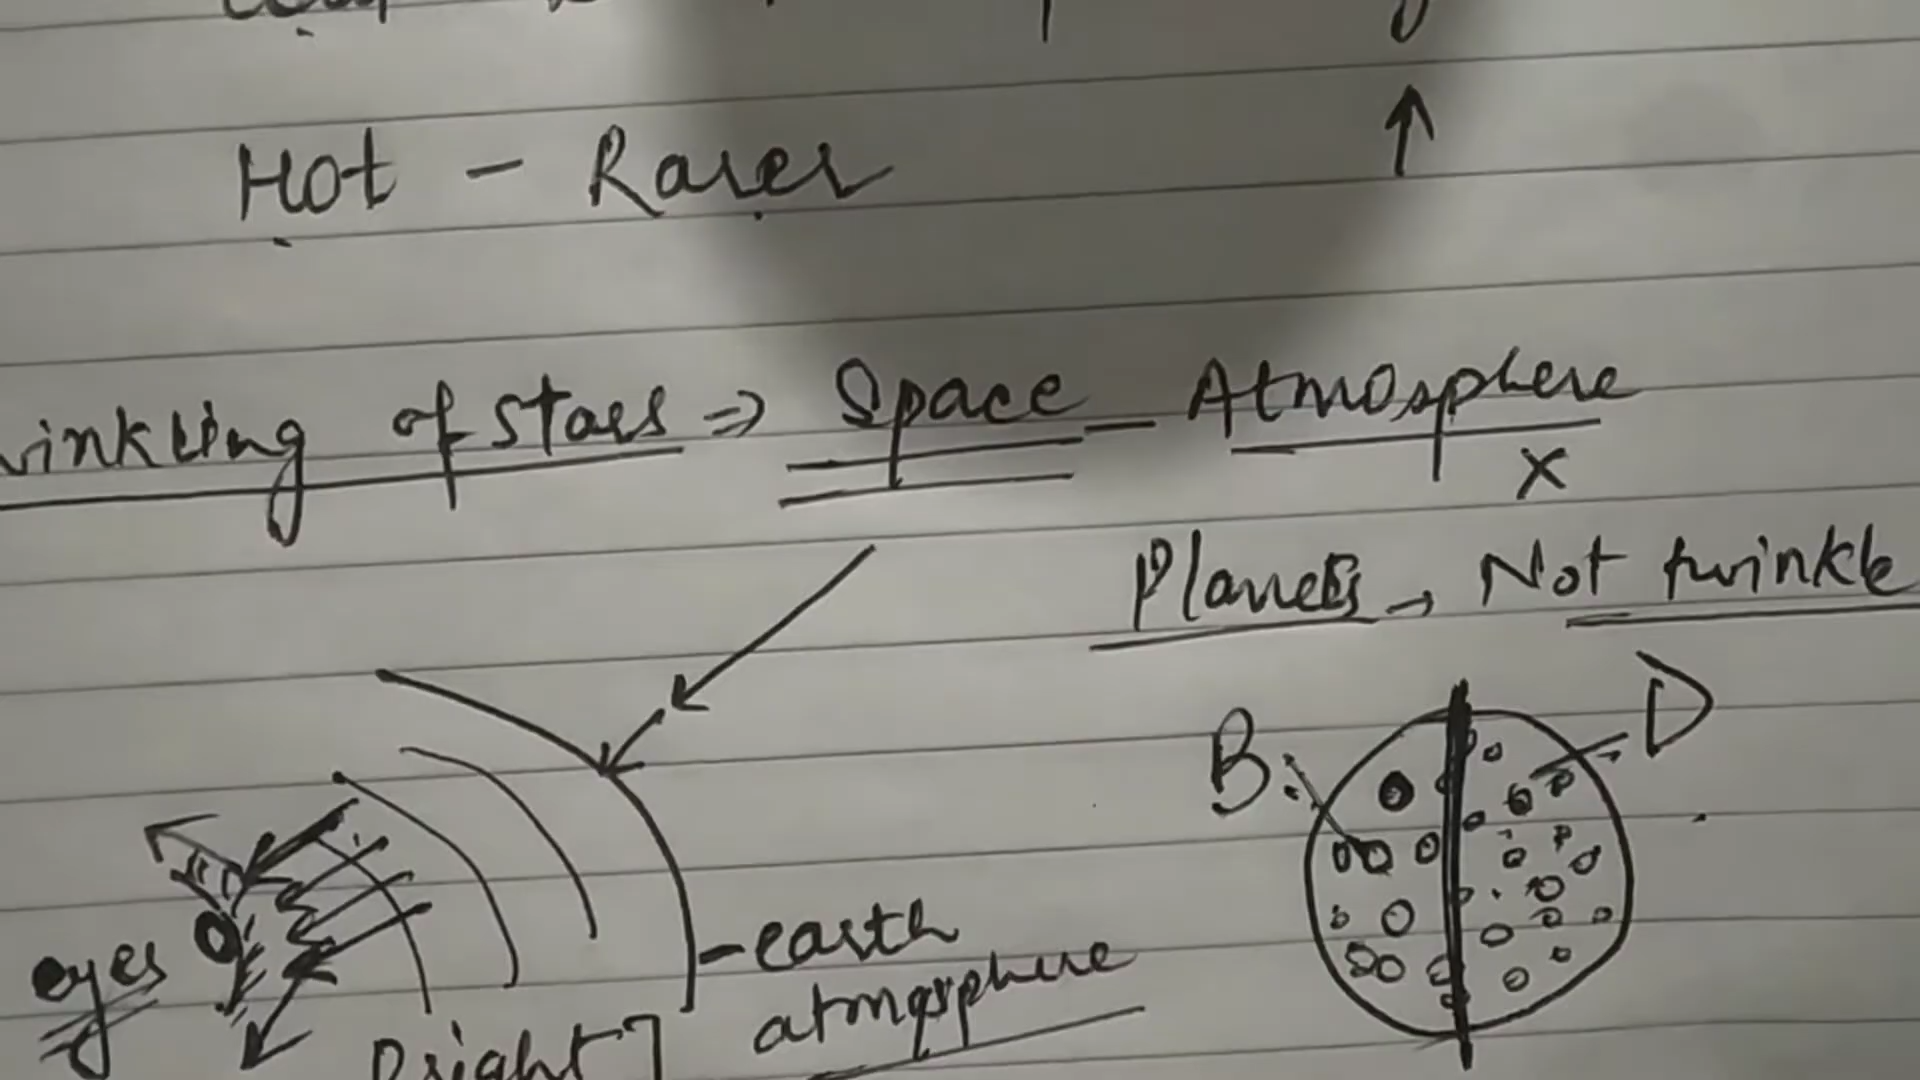 Hot - Rarer
winkling of stars ⇒ Space - Atmosphere
x
Planets → Not twinkle
B
D
eyes
- earth
atmosphere